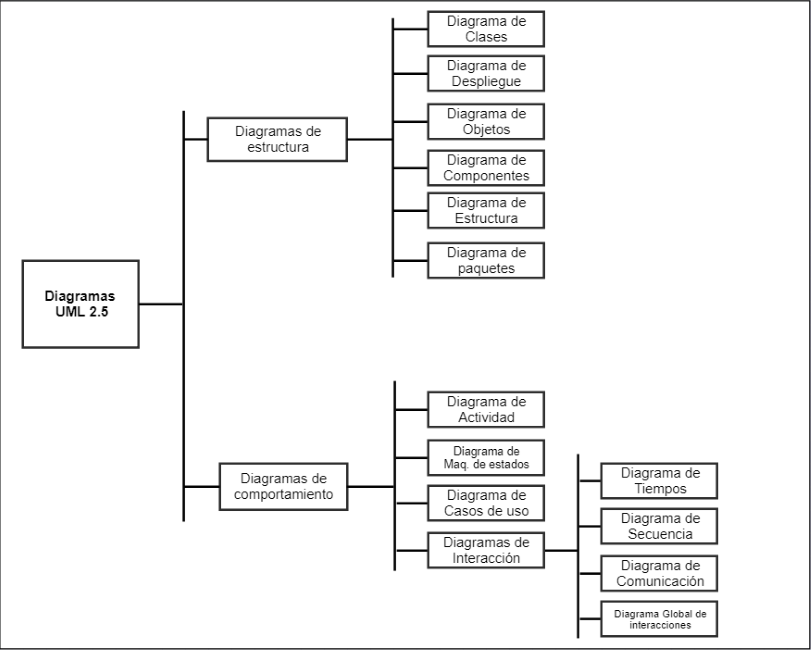 Diagramas
UML 2.5
Diagramas de
estructura
Diagrama de
Clases
Diagrama de
Despliegue
Diagrama de
Objetos
Diagrama de
Componentes
Diagrama de
Estructura
Diagrama de
paquetes
Diagramas de
comportamiento
Diagrama de
Actividad
Diagrama de
Maq. de estados
Diagrama de
Casos de uso
Diagramas de
Interacción
Diagrama de
Tiempos
Diagrama de
Secuencia
Diagrama de
Comunicación
Diagrama Global de
interacciones